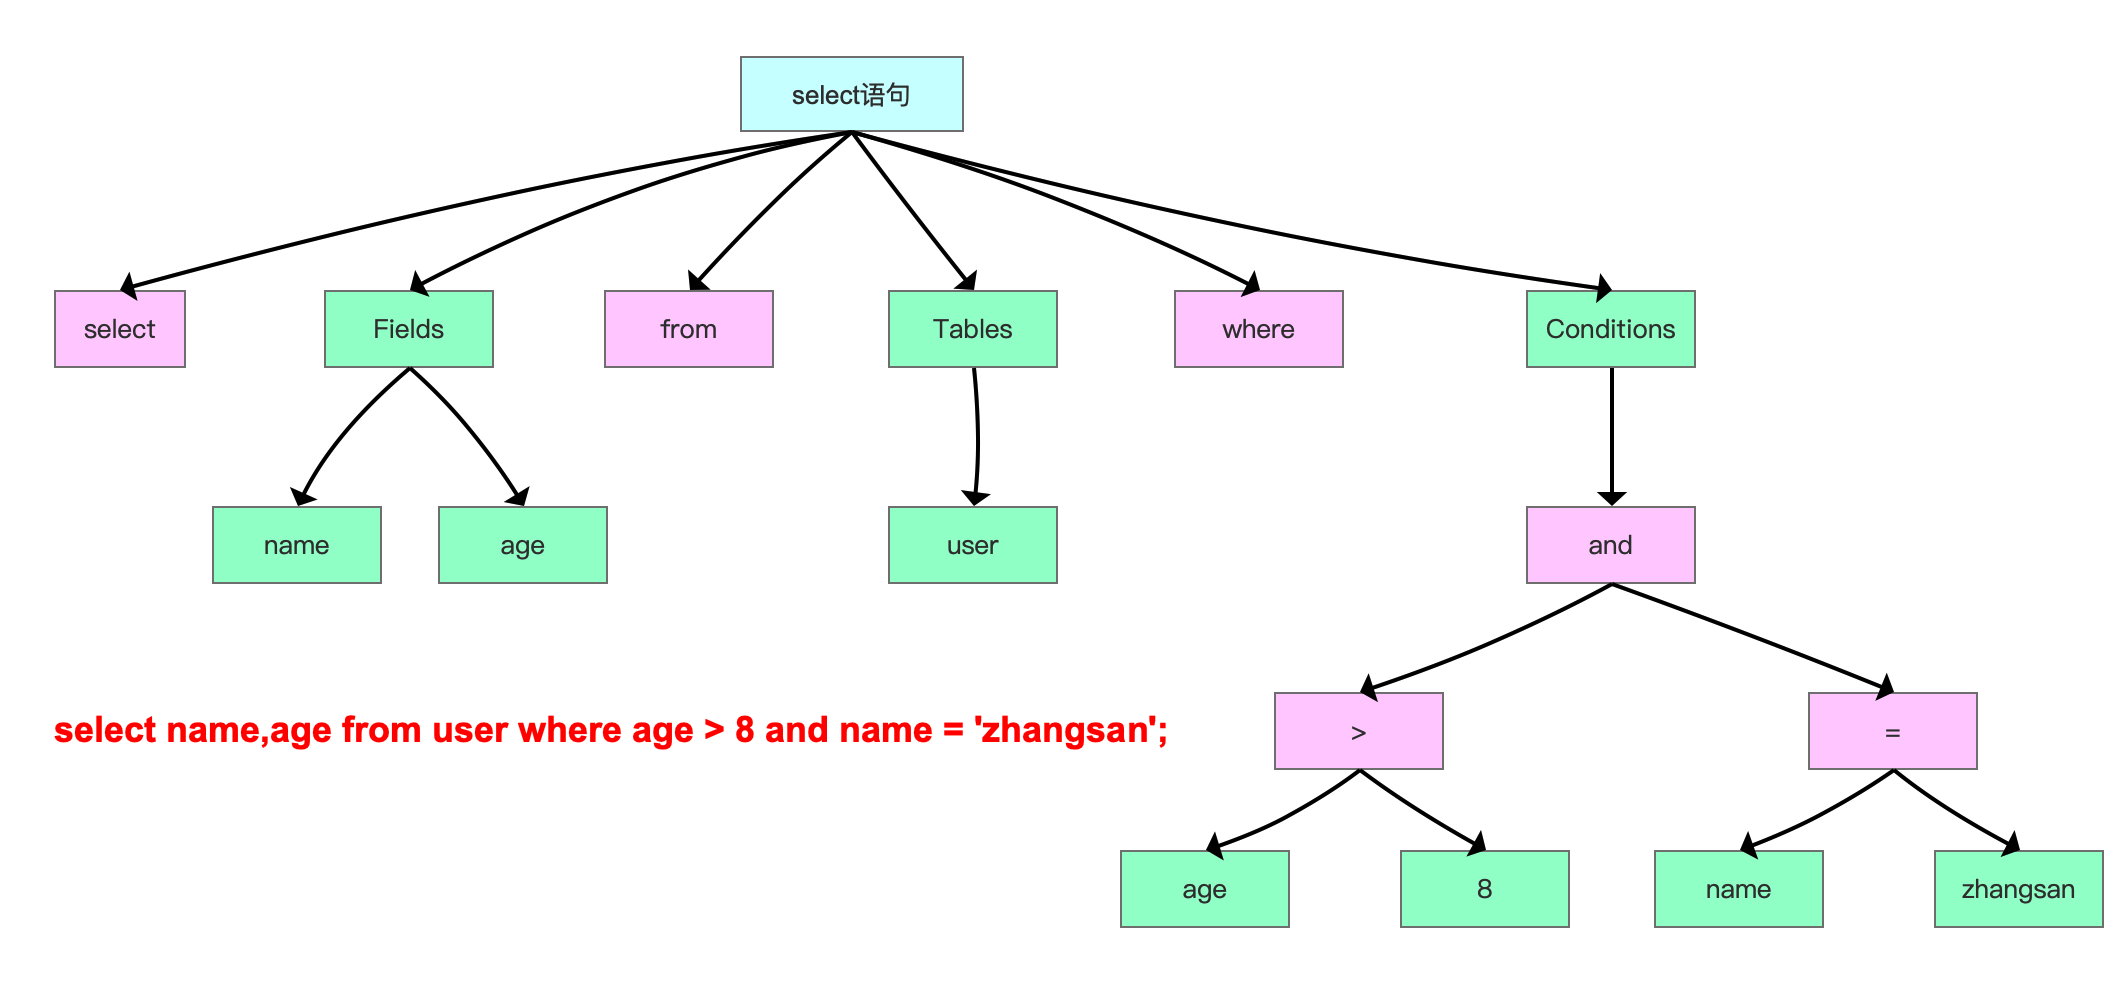 select语句
select
Fields
from
Tables
where
Conditions
name
age
user
and
select name,age from user where age > 8 and name = 'zhangsan';
>
=
age
8
name
zhangsan